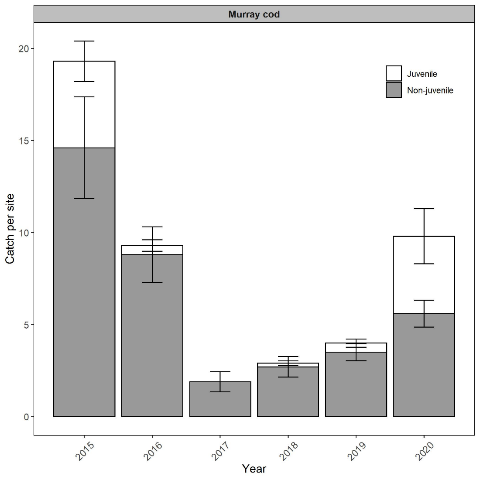 Murray cod
20
15
10
5
0
Catch per site
Juvenile
Non-juvenile
2015
2016
2017
2018
2019
2020
Year